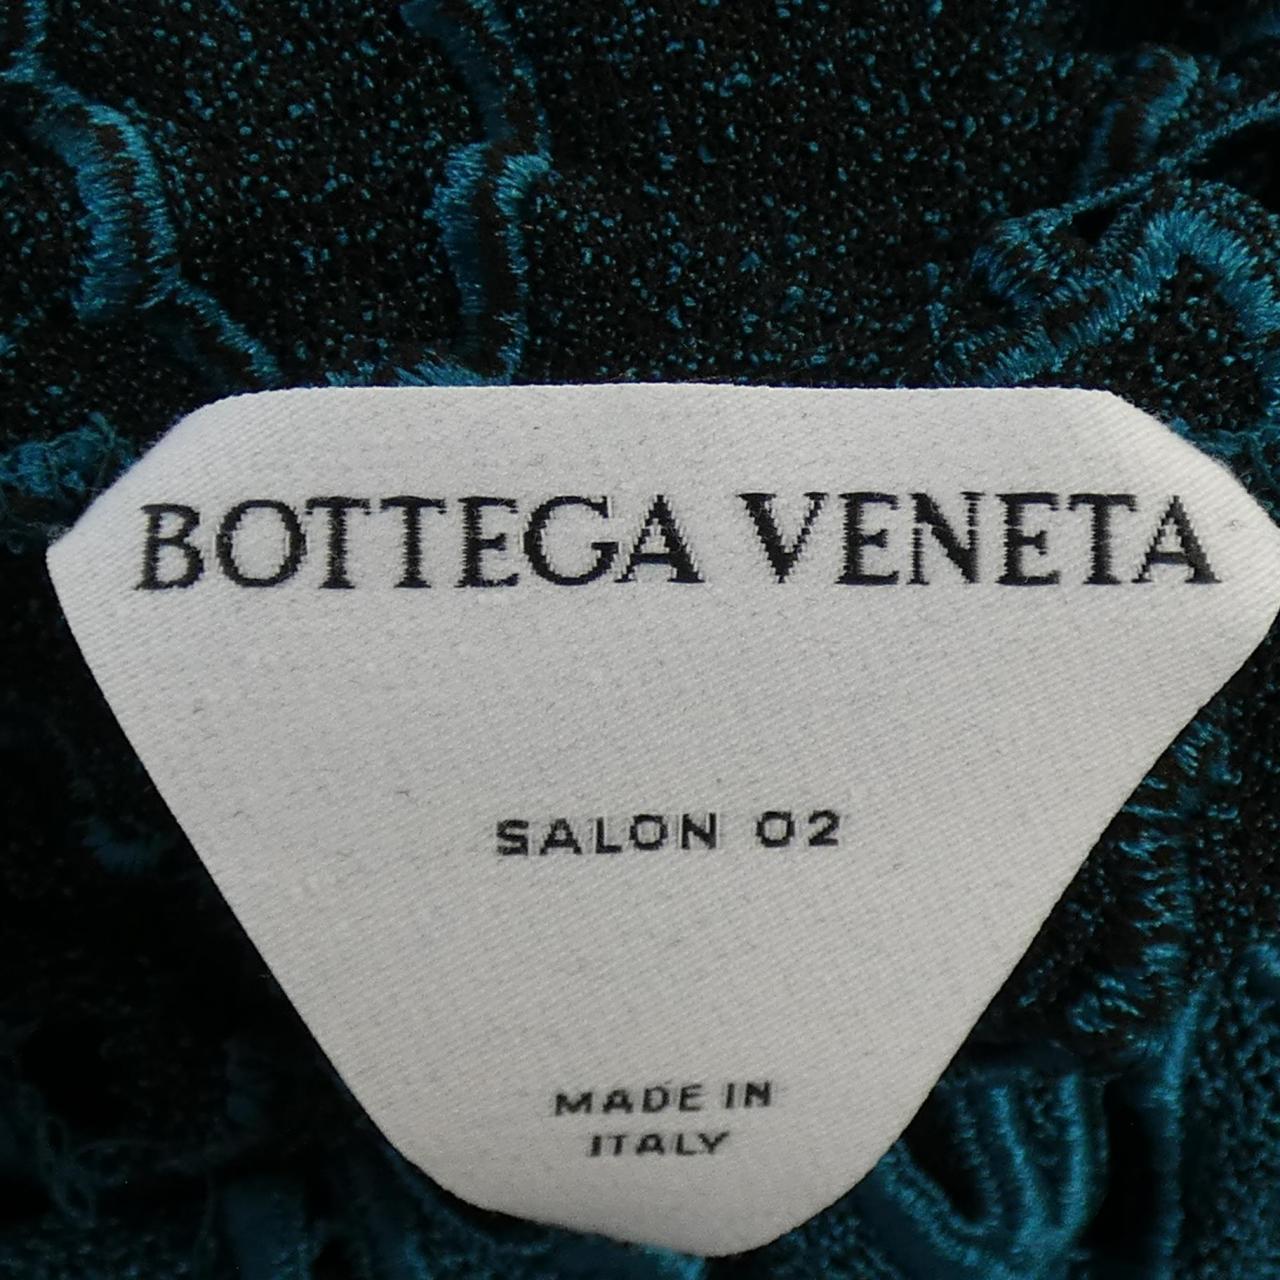 BOTTEGA VENETA
SALON 02
MADE IN
ITALY